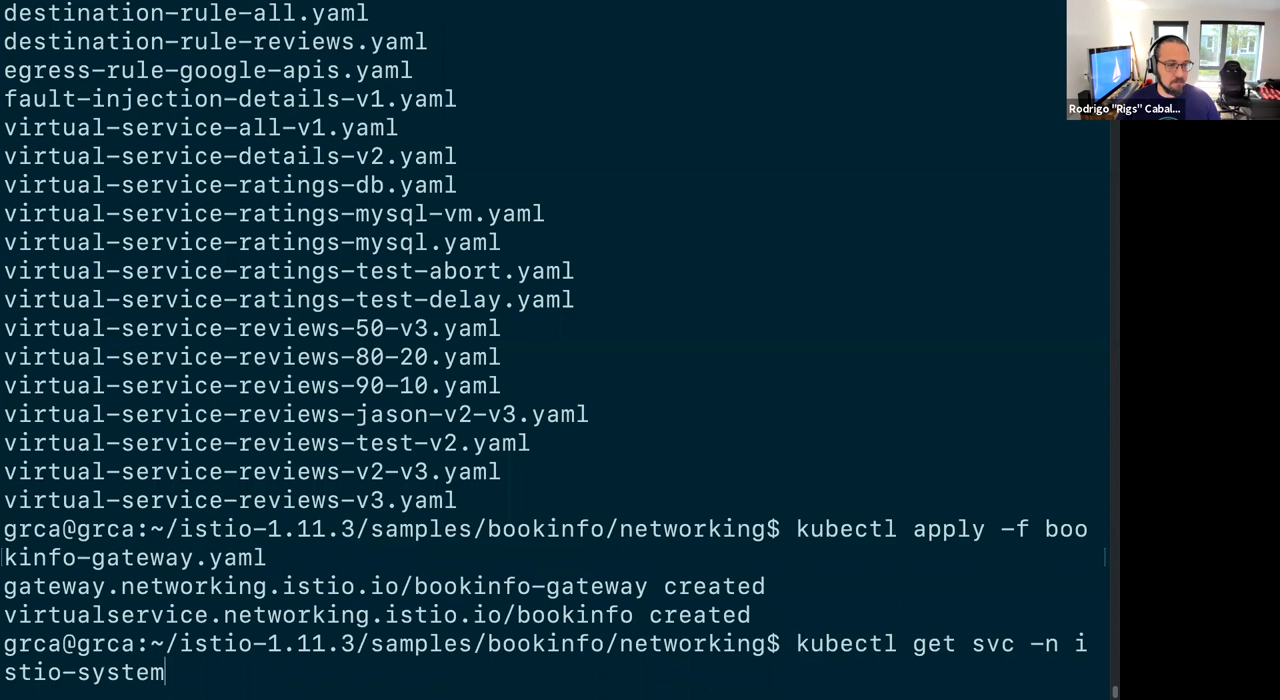 destination-rule-all.yaml
destination-rule-reviews.yaml
egress-rule-google-apis.yaml
fault-injection-details-v1.yaml
virtual-service-all-v1.yaml
virtual-service-details-v2.yaml
virtual-service-ratings-db.yaml
virtual-service-ratings-mysql-vm.yaml
virtual-service-ratings-mysql.yaml
virtual-service-ratings-test-abort.yaml
virtual-service-ratings-test-delay.yaml
virtual-service-reviews-50-v3.yaml
virtual-service-reviews-80-20.yaml
virtual-service-reviews-90-10.yaml
virtual-service-reviews-jason-v2-v3.yaml
virtual-service-reviews-test-v2.yaml
virtual-service-reviews-v2-v3.yaml
virtual-service-reviews-v3.yaml
grca@grca:~/istio-1.11.3/samples/bookinfo/networking$ kubectl apply -f boo
kinfo-gateway.yaml
gateway.networking.istio.io/bookinfo-gateway created
virtualservice.networking.istio.io/bookinfo created
grca@grca:~/istio-1.11.3/samples/bookinfo/networking$ kubectl get svc -n i
stio-system
Rodrigo "Rigs" Cabal...